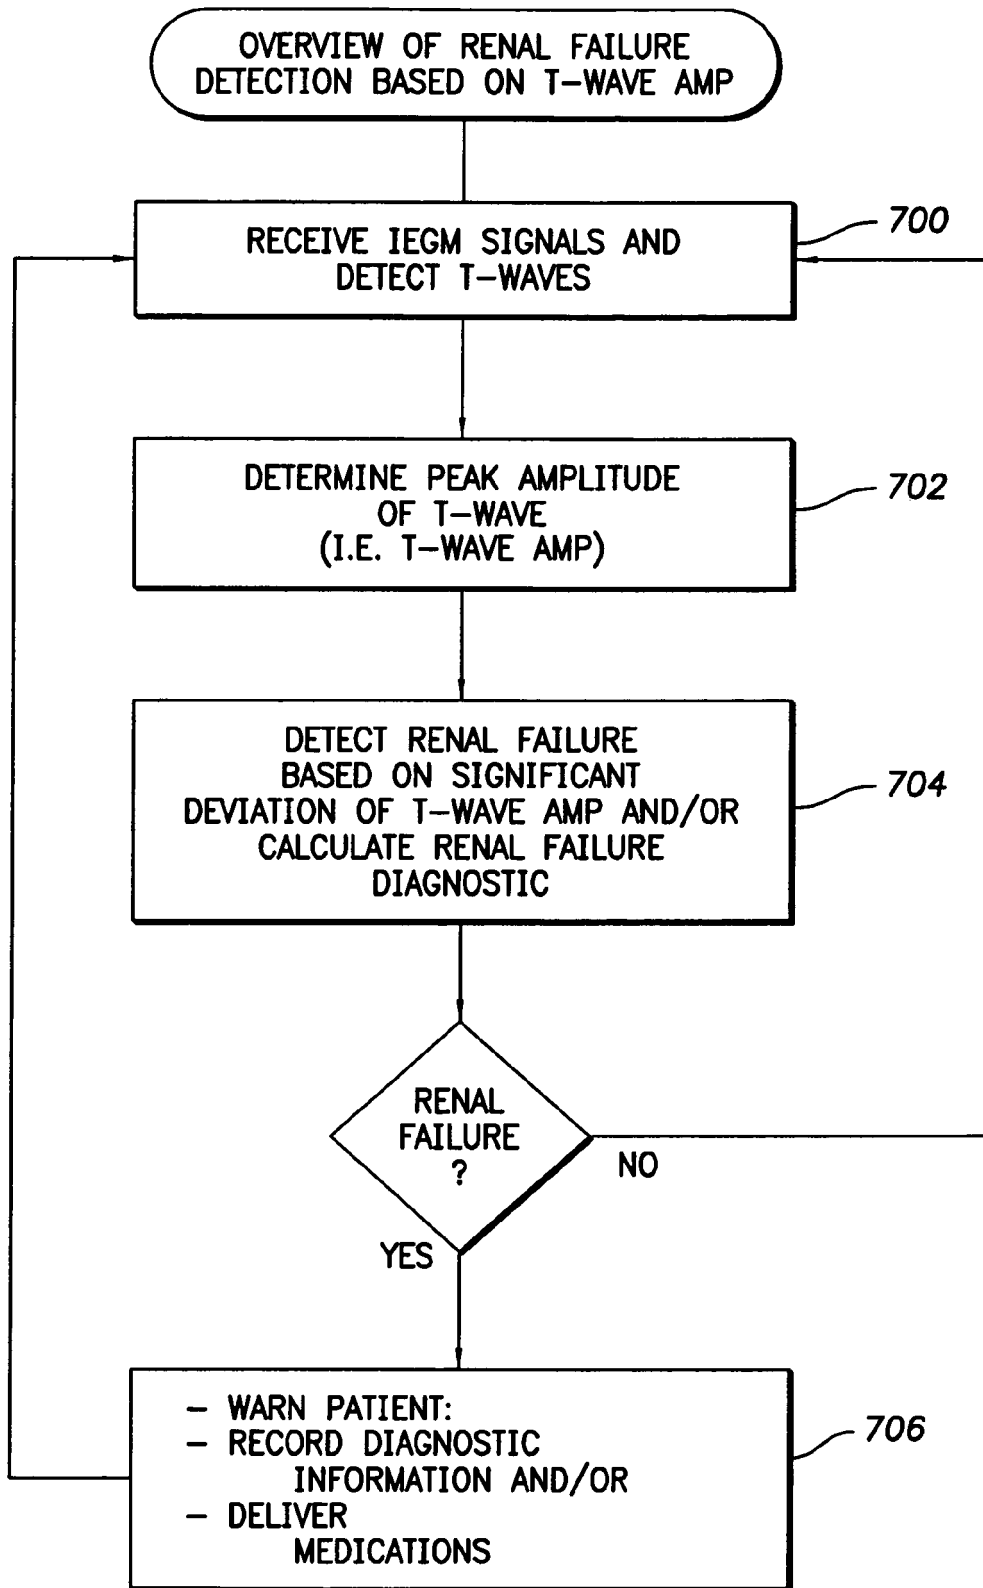 OVERVIEW OF RENAL FAILURE
DETECTION BASED ON T-WAVE AMP
RECEIVE IEGM SIGNALS AND
DETECT T-WAVES
700
DETERMINE PEAK AMPLITUDE
OF T-WAVE
(I.E. T-WAVE AMP)
702
DETECT RENAL FAILURE
BASED ON SIGNIFICANT
DEVIATION OF T-WAVE AMP AND/OR
CALCULATE RENAL FAILURE
DIAGNOSTIC
704
RENAL
FAILURE
?
NO
YES
- WARN PATIENT:
- RECORD DIAGNOSTIC
INFORMATION AND/OR
- DELIVER
MEDICATIONS
706